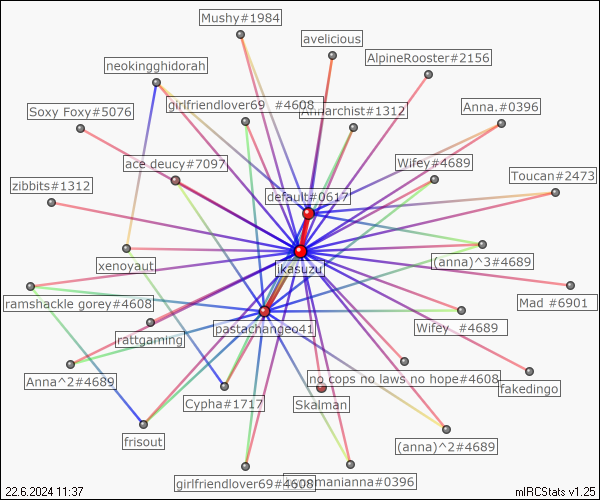 Mushy#1984
avelicious
AlpineRooster#2156
neokingghidorah
girlfriendlover69 #4608
Soxy Foxy#5076
Annarchist#1312
Anna.#0396
ace deucy#7097
Wifey#4689
Toucan#2473
zibbits#1312
default#0617
xenoyaut
ikasuzu
(anna)^3#4689
ramshackle gorey#4608
Mad #6901
rattgaming
pastachangeo41
Wifey #4689
Anna^2#4689
no cops no laws no hope#4608
fakedingo
Cypha#1717
Skalman
frisout
(anna)^2#4689
girlfriendlover69#4608
manianna#0396
22.6.2024 11:37
mIRCStats v1.25